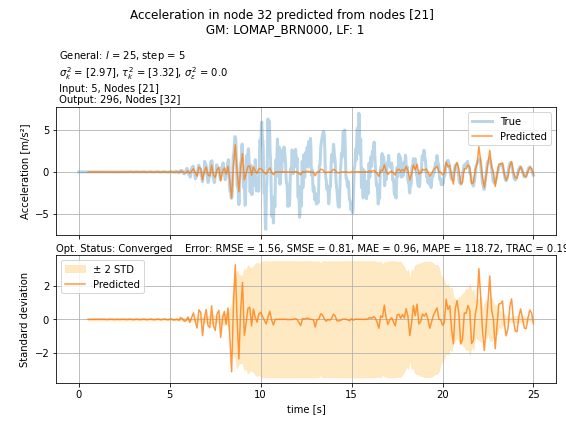 Acceleration in node 32 predicted from nodes [21]
GM: LOMAP_BRN000, LF: 1
General: l = 25, step = 5
σ²ₖ = [2.97], τ²ₖ = [3.32], σ²ₑ = 0.0
Input: 5, Nodes [21]
Output: 296, Nodes [32]
Acceleration [m/s²]
5
0
−5
True
Predicted
Opt. Status: Converged Error: RMSE = 1.56, SMSE = 0.81, MAE = 0.96, MAPE = 118.72, TRAC = 0.19
Standard deviation
2
0
−2
± 2 STD
Predicted
0 5 10 15 20 25
time [s]